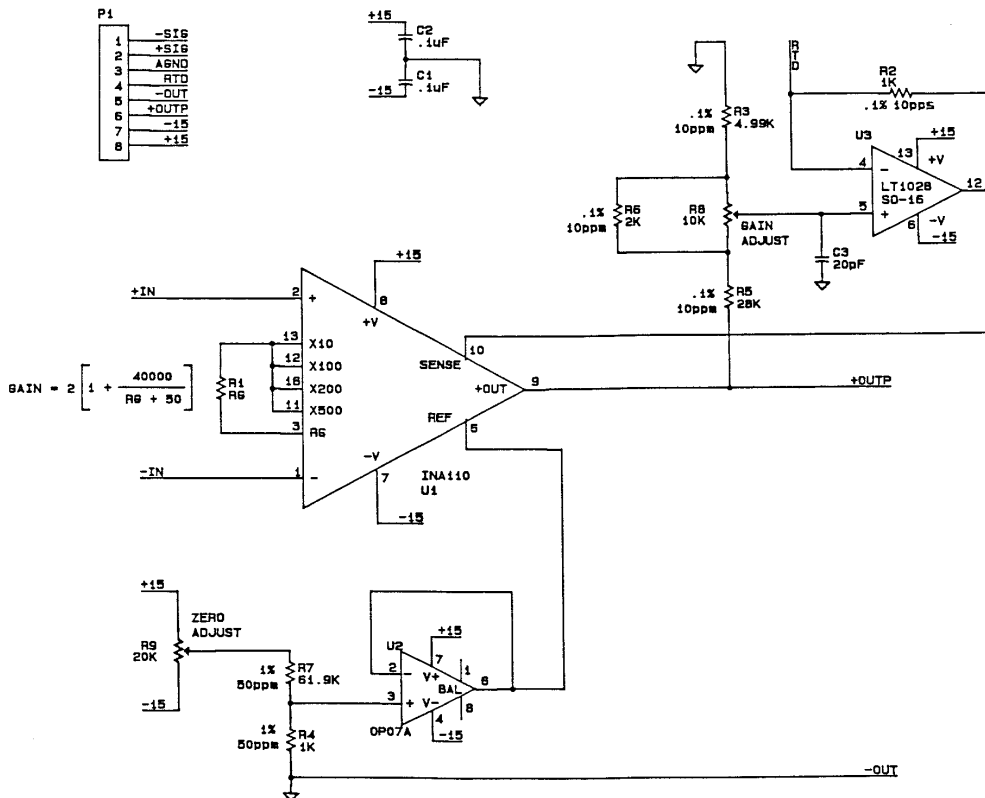 P1
1 -SIG
2 +SIG
3 AGND
4 RTD
5 -OUT
6 +OUTP
7 -15
8 +15
+15
C2
.1uF
C1
.1uF
-15
RTD
R2
1K
.1% 10pps
.1%
10ppm
R3
4.99K
U3
+15
13
+V
4
-
LT1028
SO-16
12
5
+
-V
6
-15
.1%
10ppm
R6
2K
R8
10K
GAIN
ADJUST
C3
20pF
.1%
10ppm
R5
28K
+IN
2
+
+15
8
+V
13
X10
12
X100
16
X200
11
X500
3
RG
R1
RG
GAIN = 2 [ 1 + 40000 / RG + 50 ]
10
SENSE
9
+OUT
+OUTP
REF
5
-IN
1
-
-V
7
INA110
U1
-15
+15
ZERO
ADJUST
R9
20K
-15
1%
50ppm
R7
61.9K
1%
50ppm
R4
1K
U2
+15
7
1
2
-
V+
BAL
6
3
+
V-
8
4
-15
OP07A
-OUT